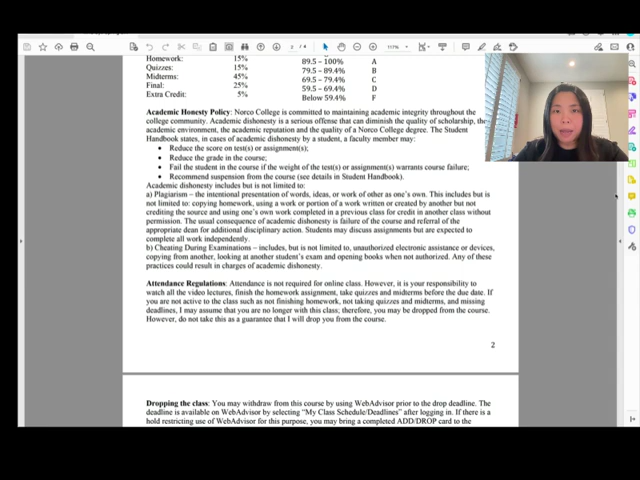 2 / 4
117%
Homework: 15%
Quizzes: 15%
Midterms: 45%
Final: 25%
Extra Credit: 5%
89.5 – 100% A
79.5 – 89.4% B
69.5 – 79.4% C
59.5 – 69.4% D
Below 59.4% F
Academic Honesty Policy: Norco College is committed to maintaining academic integrity throughout the
college community. Academic dishonesty is a serious offense that can diminish the quality of scholarship, the
academic environment, the academic reputation and the quality of a Norco College degree. The Student
Handbook states, in cases of academic dishonesty by a student, a faculty member may:
• Reduce the score on test(s) or assignment(s);
• Reduce the grade in the course;
• Fail the student in the course if the weight of the test(s) or assignment(s) warrants course failure;
• Recommend suspension from the course (see details in Student Handbook).
Academic dishonesty includes but is not limited to:
a) Plagiarism – the intentional presentation of words, ideas, or work of other as one's own. This includes but is
not limited to: copying homework, using a work or portion of a work written or created by another but not
crediting the source and using one's own work completed in a previous class for credit in another class without
permission. The usual consequence of academic dishonesty is failure of the course and referral of the
appropriate dean for additional disciplinary action. Students may discuss assignments but are expected to
complete all work independently.
b) Cheating During Examinations – includes, but is not limited to, unauthorized electronic assistance or devices,
copying from another, looking at another student's exam and opening books when not authorized. Any of these
practices could result in charges of academic dishonesty.
Attendance Regulations: Attendance is not required for online class. However, it is your responsibility to
watch all the video lectures, finish the homework assignment, take quizzes and midterms before the due date. If
you are not active to the class such as not finishing homework, not taking quizzes and midterms, and missing
deadlines, I may assume that you are no longer with this class; therefore, you may be dropped from the course.
However, do not take this as a guarantee that I will drop you from the course.
2
Dropping the class: You may withdraw from this course by using WebAdvisor prior to the drop deadline. The
deadline is available on WebAdvisor by selecting "My Class Schedule/Deadlines" after logging in. If there is a
hold restricting use of WebAdvisor for this purpose, you may bring a completed ADD/DROP card to the